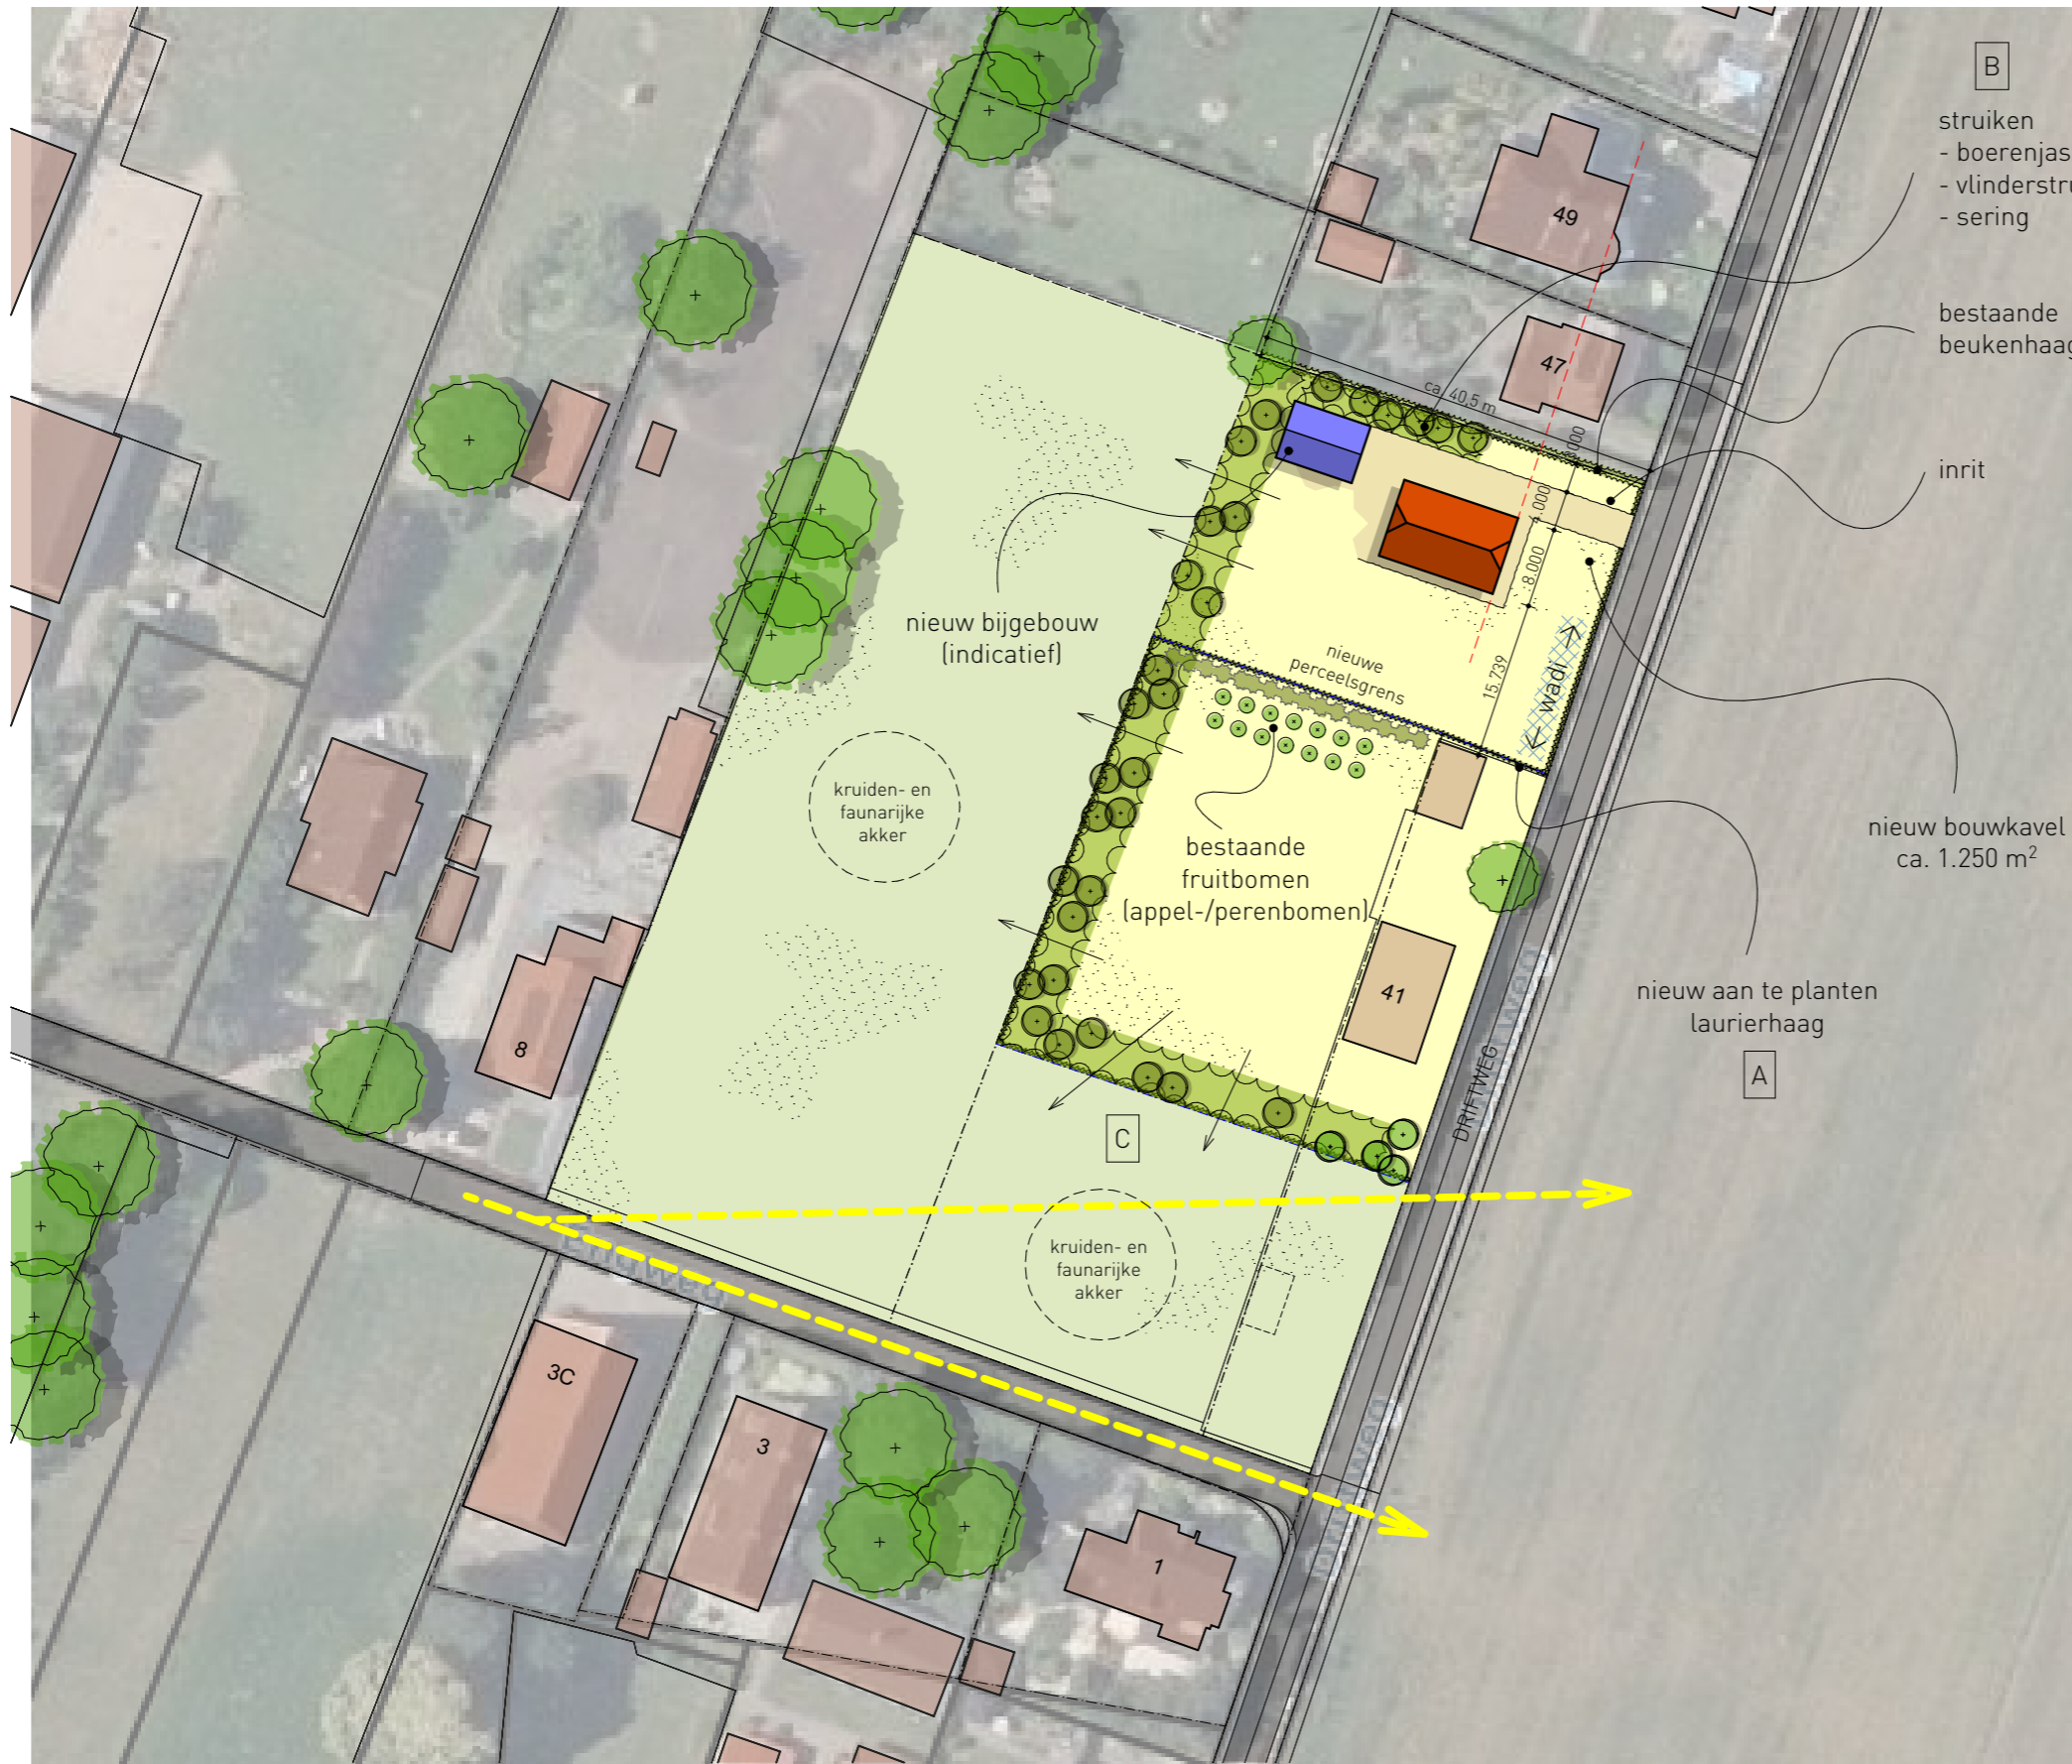 B
struiken
- boerenjas
- vlinderstru
- sering
bestaande
beukenhaag
inrit
49
47
ca. 40,5 m
4.000
8.000
15.739
nieuw bijgebouw
(indicatief)
nieuwe
perceelsgrens
wadi
kruiden- en
faunarijke
akker
bestaande
fruitbomen
(appel-/perenbomen)
nieuw bouwkavel
ca. 1.250 m²
nieuw aan te planten
laurierhaag
A
41
8
DRIFTWEG
C
kruiden- en
faunarijke
akker
3C
3
1